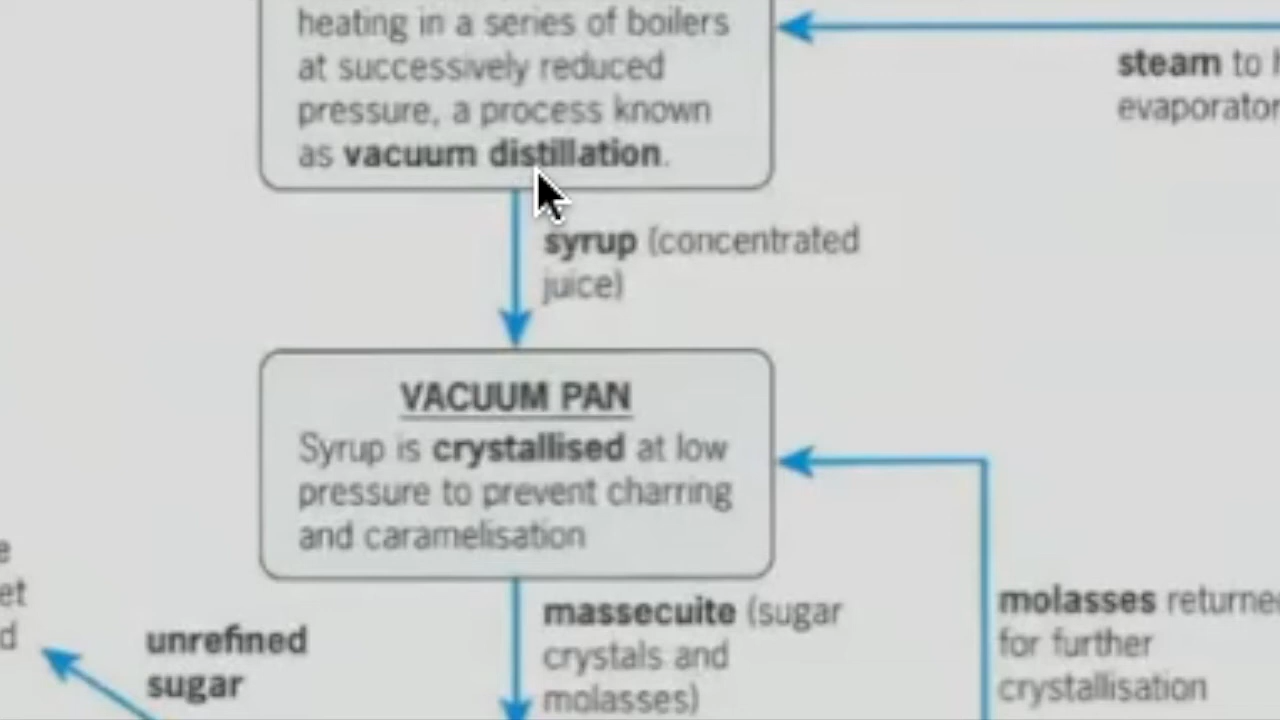 heating in a series of boilers
at successively reduced
pressure, a process known
as vacuum distillation.
steam to
evaporator
syrup (concentrated
juice)
VACUUM PAN
Syrup is crystallised at low
pressure to prevent charring
and caramelisation
massecuite (sugar
crystals and
molasses)
unrefined
sugar
molasses returned
for further
crystallisation